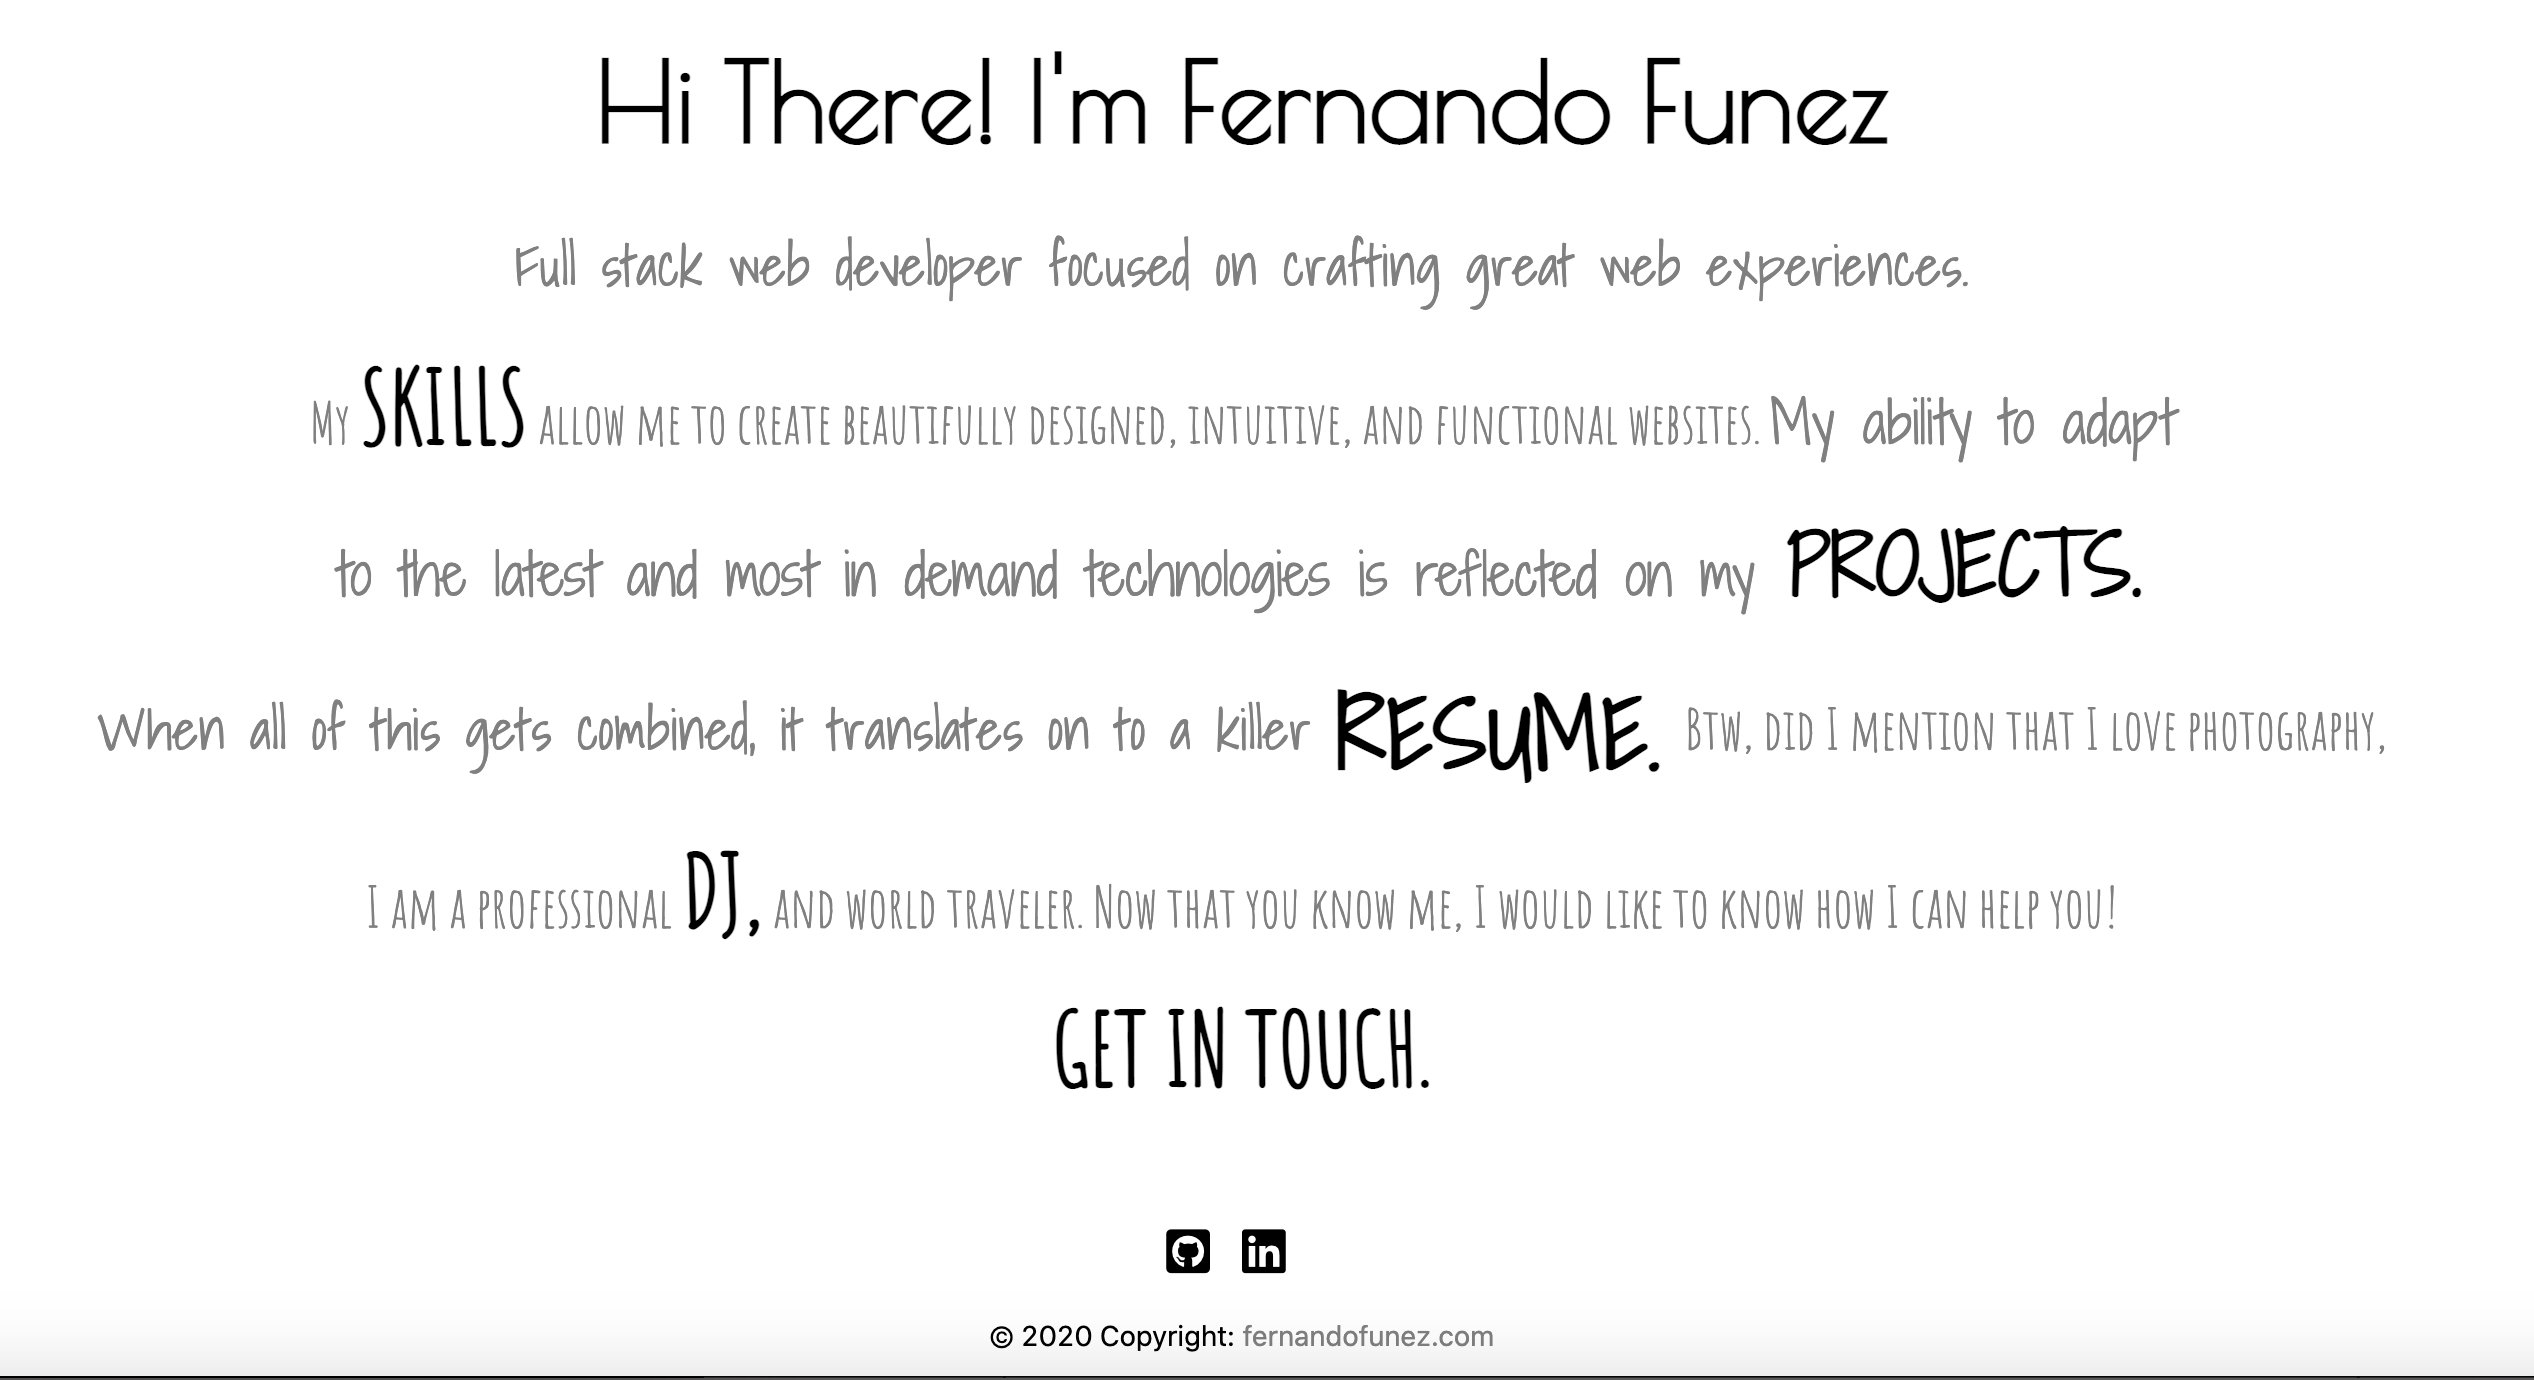 Hi There! I'm Fernando Funez
Full stack web developer focused on crafting great web experiences.
My SKILLS allow me to create beautifully designed, intuitive, and functional websites. My ability to adapt
to the latest and most in demand technologies is reflected on my PROJECTS.
When all of this gets combined, it translates on to a killer RESUME. Btw, did I mention that I love photography,
I am a professional DJ, and world traveler. Now that you know me, I would like to know how I can help you!
GET IN TOUCH.
in
© 2020 Copyright: fernandofunez.com